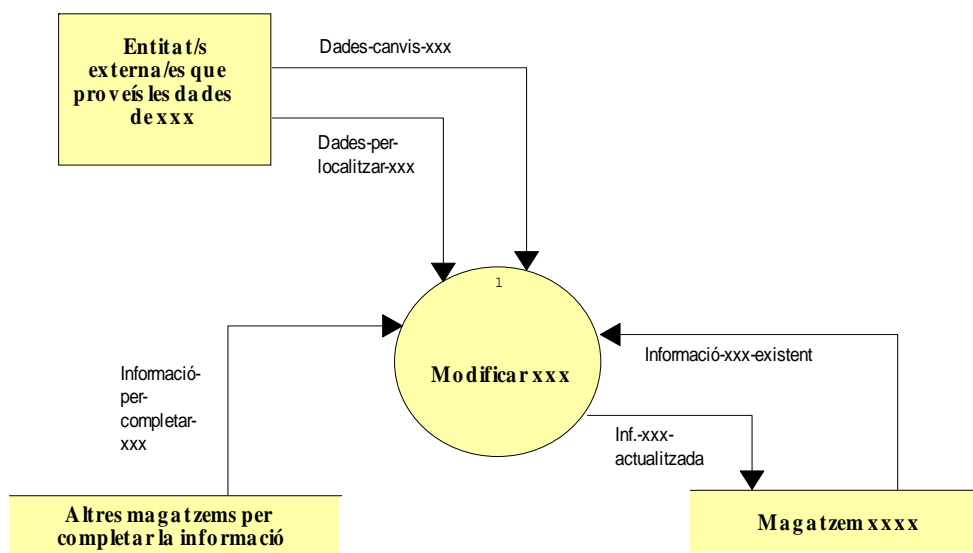 Entitat/s
externa/es que
proveís les dades
de xxx
Dades-canvis-xxx
Dades-per-
localitzar-xxx
1
Modificar xxx
Informació-
per-
completar-
xxx
Informació-xxx-existent
Inf.-xxx-
actualitzada
Altres magatzems per
completar la informació
Magatzem xxxx